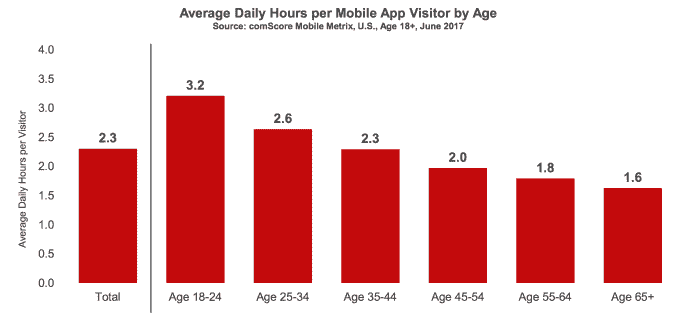 Average Daily Hours per Mobile App Visitor by Age
Source: comScore Mobile Metrix, U.S., Age 18+, June 2017
Average Daily Hours per Visitor
4.0
3.5
3.0
2.5
2.0
1.5
1.0
0.5
0.0
2.3
3.2
2.6
2.3
2.0
1.8
1.6
Total
Age 18-24
Age 25-34
Age 35-44
Age 45-54
Age 55-64
Age 65+